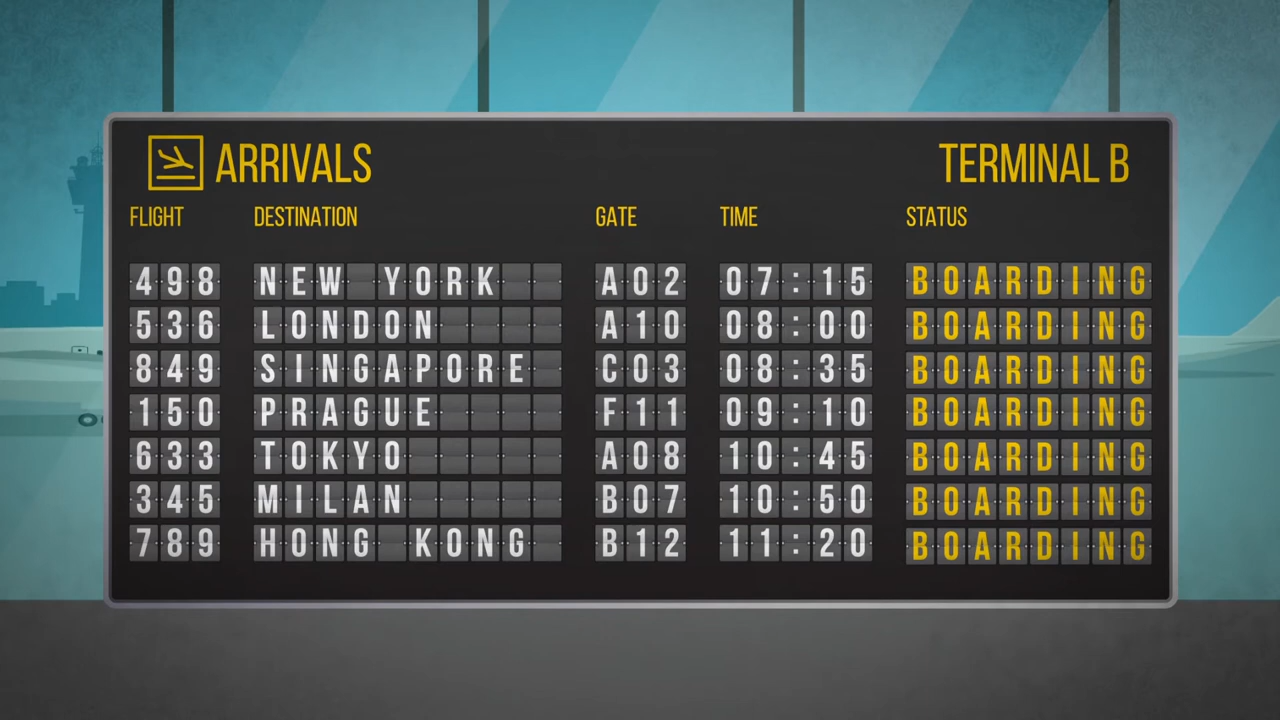 ARRIVALS TERMINAL B
FLIGHT DESTINATION GATE TIME STATUS
498 NEW YORK A02 07:15 BOARDING
536 LONDON A10 08:00 BOARDING
849 SINGAPORE C03 08:35 BOARDING
150 PRAGUE F11 09:10 BOARDING
633 TOKYO A08 10:45 BOARDING
345 MILAN B07 10:50 BOARDING
789 HONG KONG B12 11:20 BOARDING